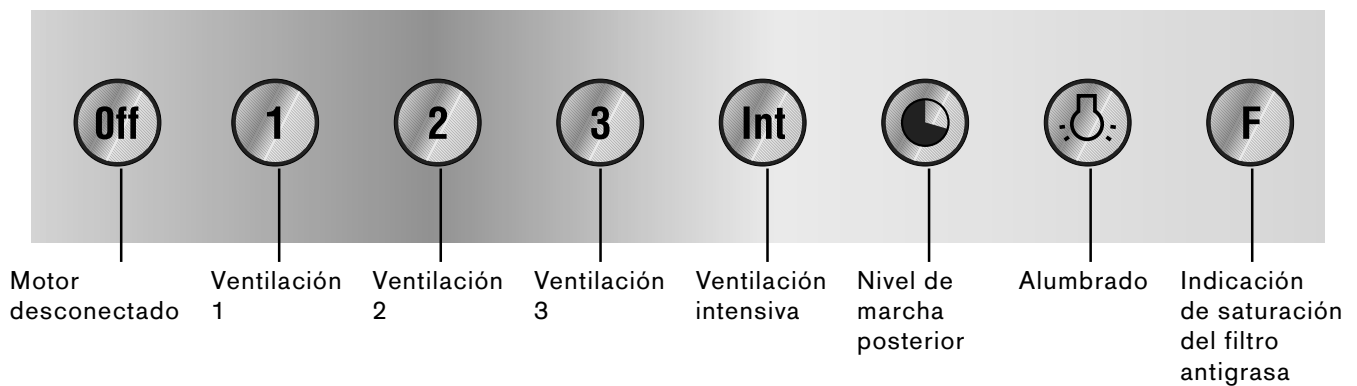 Off 1 2 3 Int F
Motor
desconectado
Ventilación
1
Ventilación
2
Ventilación
3
Ventilación
intensiva
Nivel de
marcha
posterior
Alumbrado
Indicación
de saturación
del filtro
antigrasa